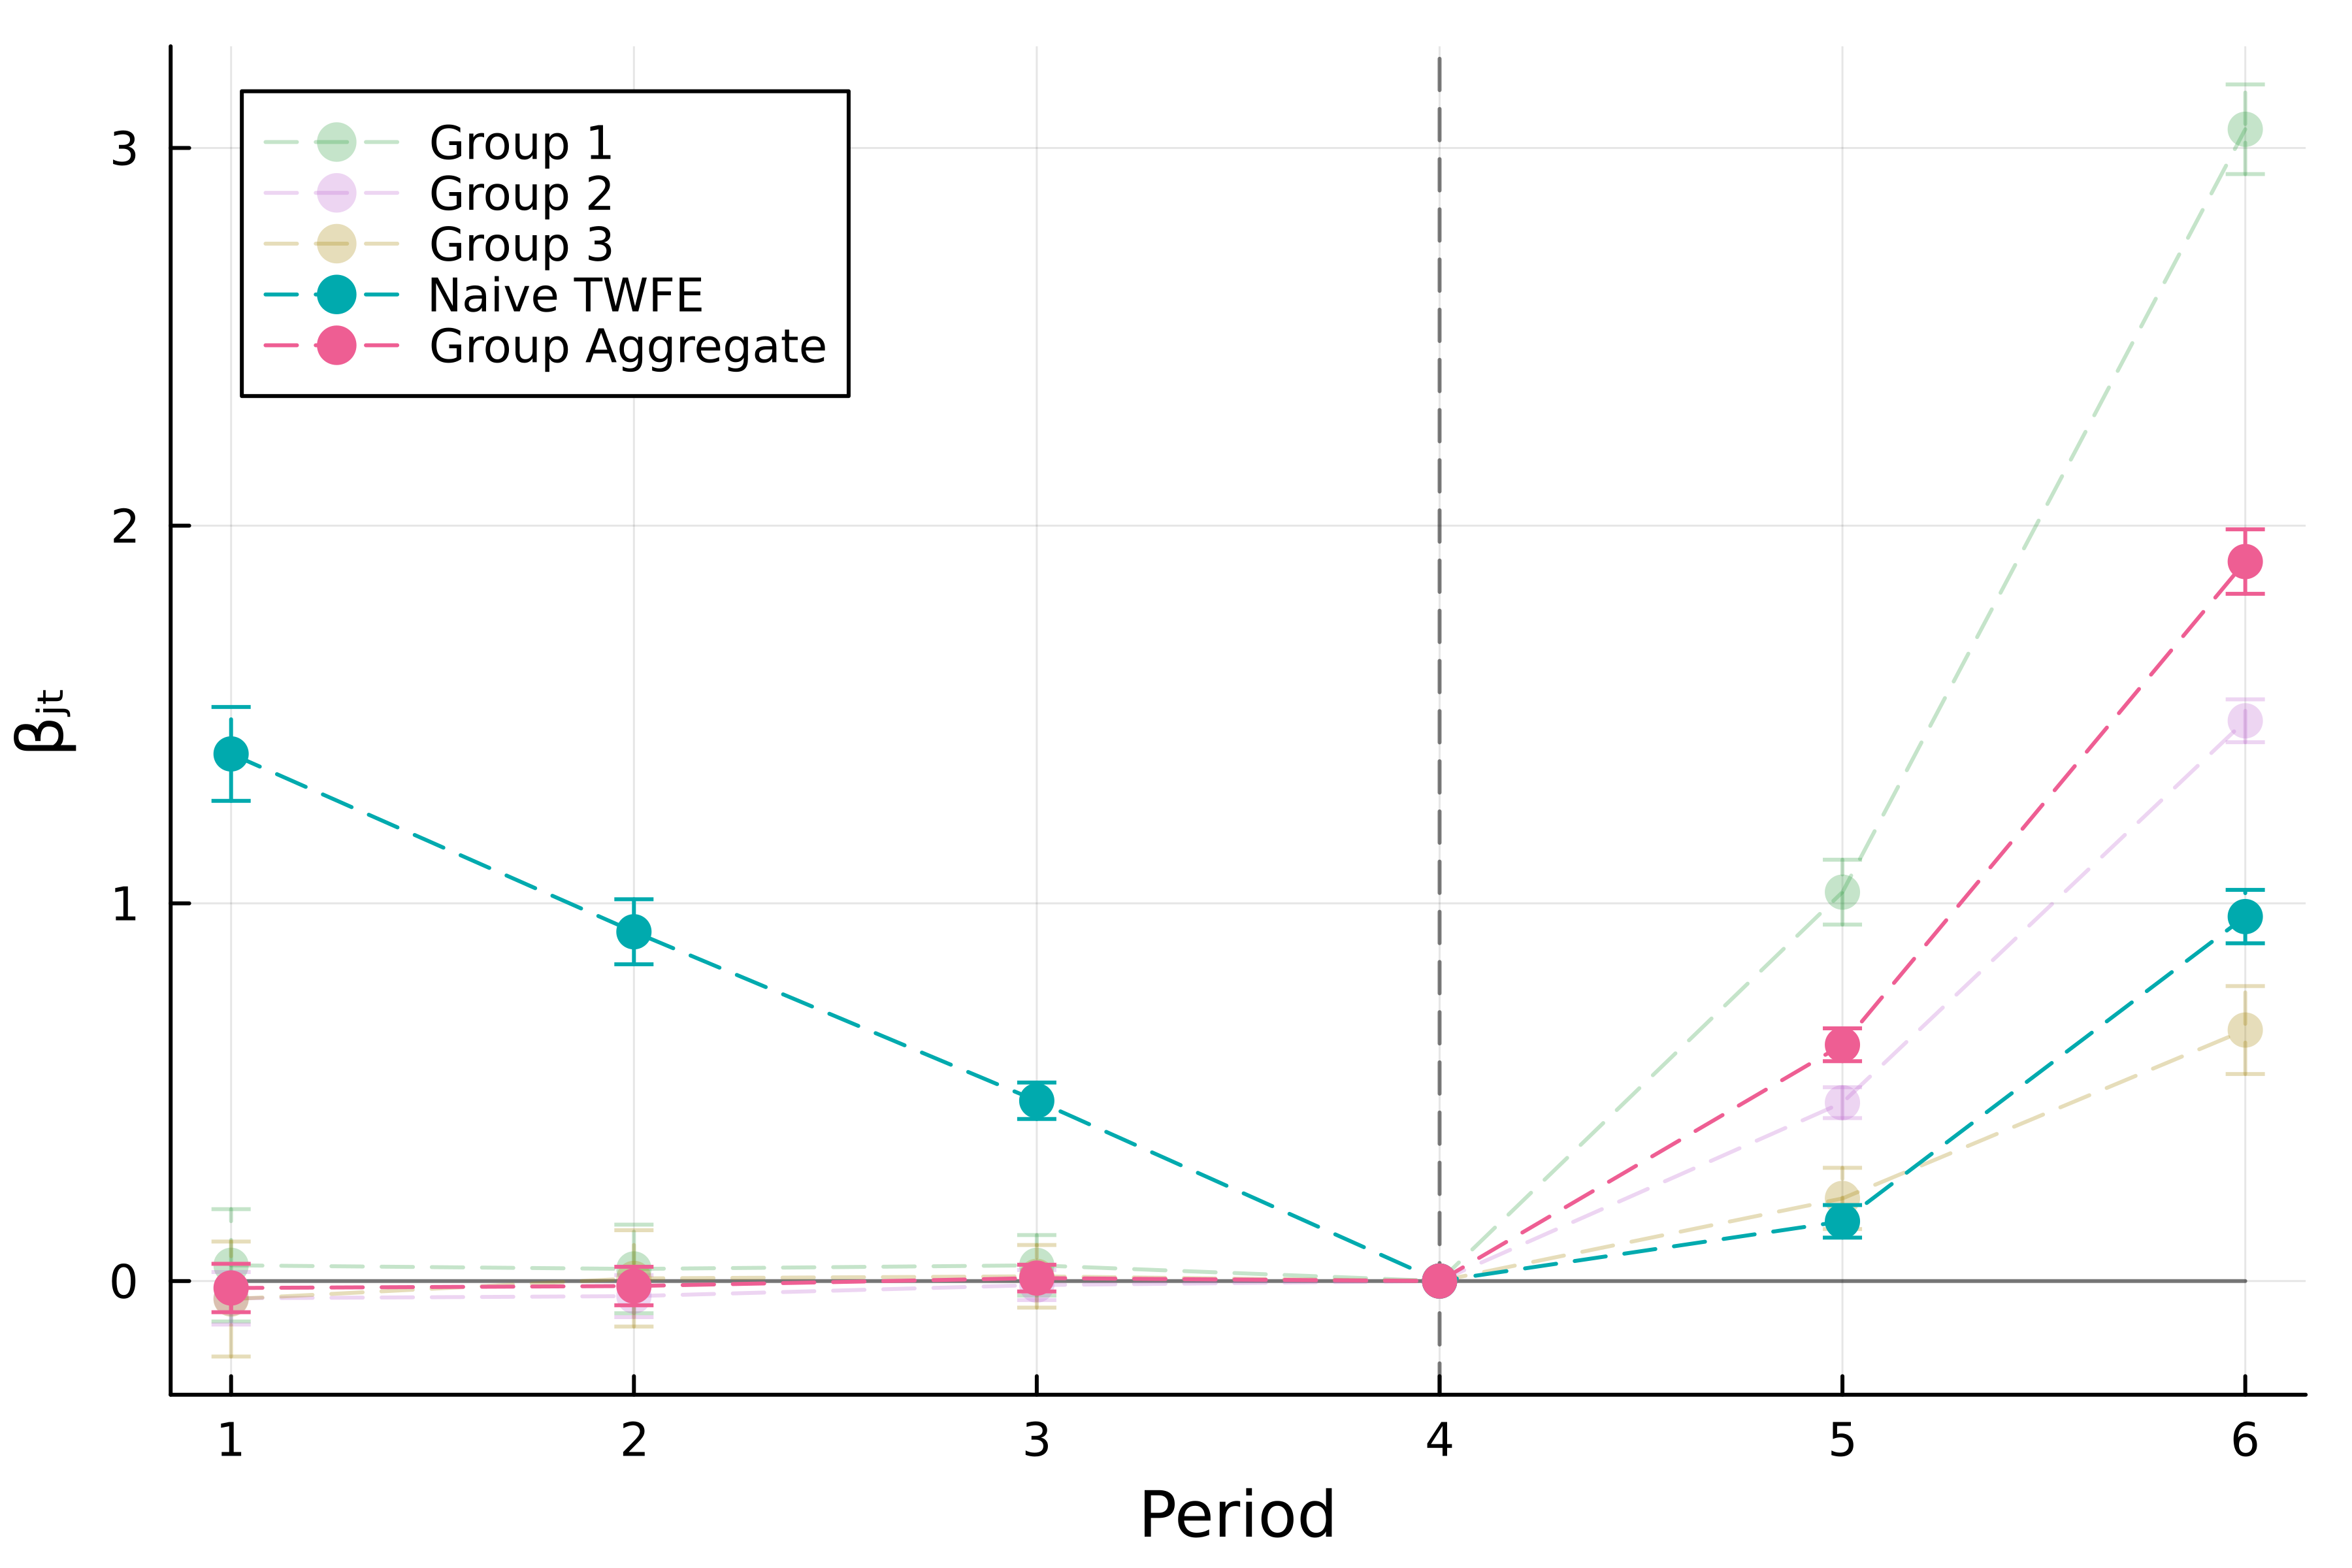 Group 1
Group 2
Group 3
Naive TWFE
Group Aggregate
3
2
1
0
βⱼₜ
1 2 3 4 5 6
Period